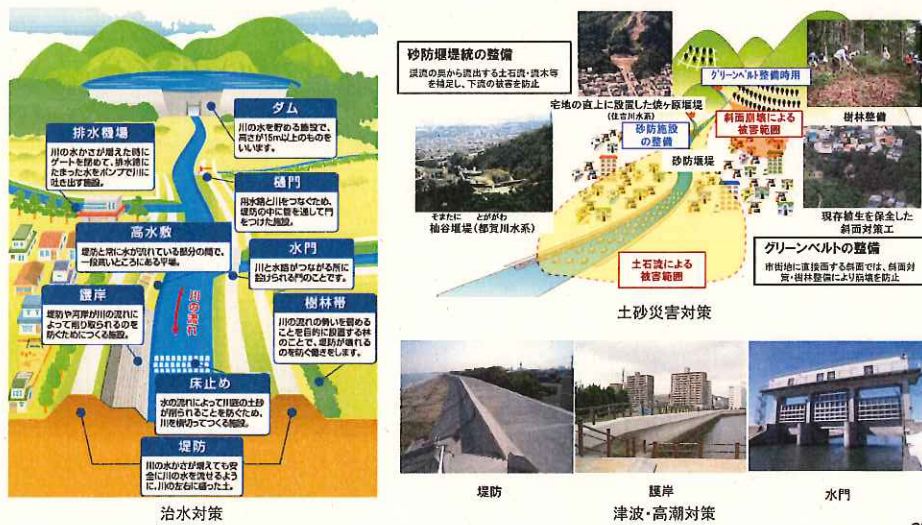 ダム
川の水を貯める施設で、
高さが15m以上のものを
いいます。
排水機場
川の水かさが増えた時に
ゲートを閉めて、排水路に
たまった水をポンプで川に
吐き出す施設。
樋門
用水路と川をつなぐため、
堤防の中に管を通して門
をつけた施設。
高水敷
堤防と常に水が流れている部分の間で、
一段高いところにある平場。
水門
川と水路がつながる所に
設けられる門のことです。
護岸
堤防や河岸が川の流れに
よって削り取られるのを
防ぐためにつくる施設。
川の流れ
樹林帯
川の流れの勢いを弱める
ことを目的に設置する林
のことで、堤防が壊れる
のを防ぐ働きをします。
床止め
水の流れによって川底の土砂
が削られることを防ぐため、
川を横切ってつくる施設。
堤防
川の水かさが増えても安
全に川の水を流せるよう
に、川の左右に盛った土。
治水対策
砂防堰堤統の整備
渓流の奥から流出する土石流・流木等
を捕捉し、下流の被害を防止
宅地の直上に設置した焼ヶ原堰堤
(住吉川水系)
グリーンベルト整備時用
樹林整備
砂防施設
の整備
斜面崩壊による
被害範囲
砂防堰堤
そまたに とががわ
杣谷堰堤(都賀川水系)
現存植生を保全した
斜面対策工
土石流による
被害範囲
グリーンベルトの整備
市街地に直接面する斜面では、斜面対
策・樹林整備により崩壊を防止
土砂災害対策
堤防
護岸
水門
津波・高潮対策